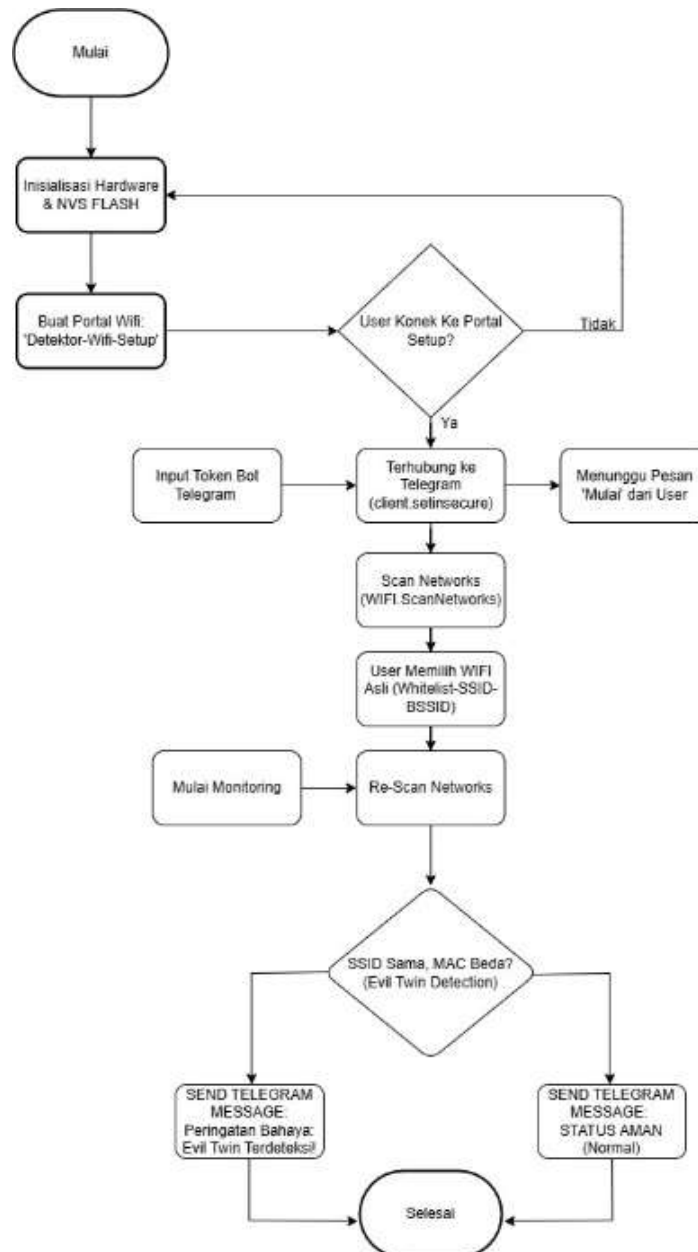 Mulai
Inisialisasi Hardware
& NVS FLASH
Buat Portal Wifi:
'Detektor-Wifi-Setup'
User Konek Ke Portal
Setup?
Tidak
Ya
Input Token Bot
Telegram
Terhubung ke
Telegram
(client.setInsecure)
Menunggu Pesan
'Mulai' dari User
Scan Networks
(WIFI.ScanNetworks)
User Memilih WIFI
Asli (Whitelist-SSID-
BSSID)
Mulai Monitoring
Re-Scan Networks
SSID Sama, MAC Beda?
(Evil Twin Detection)
SEND TELEGRAM
MESSAGE:
Peringatan Bahaya:
Evil Twin Terdeteksi!
SEND TELEGRAM
MESSAGE:
STATUS AMAN
(Normal)
Selesai